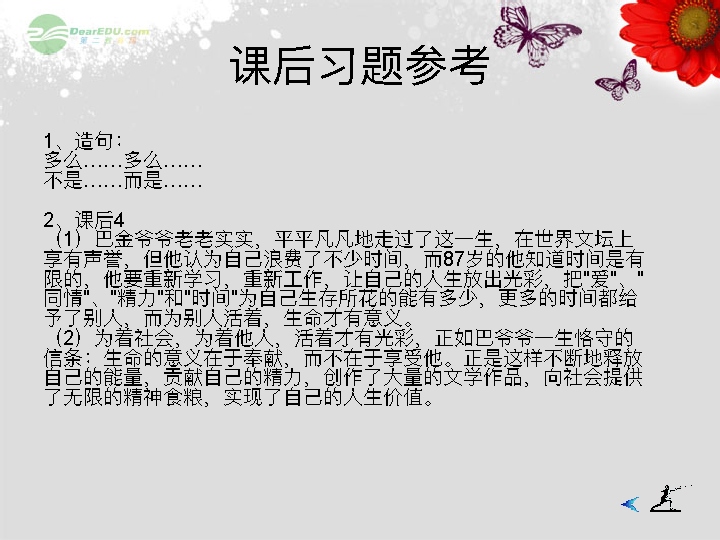 DearEDU.com
第二教育网
课后习题参考
1、造句：
多么……多么……
不是……而是……
2、课后4
（1）巴金爷爷老老实实，平平凡凡地走过了这一生，在世界文坛上
享有声誉，但他认为自己浪费了不少时间，而87岁的他知道时间是有
限的，他要重新学习，重新工作，让自己的人生放出光彩，把"爱"、"
同情"、"精力"和"时间"为自己生存所花的能有多少，更多的时间都给
予了别人，而为别人活着，生命才有意义。
（2）为着社会，为着他人，活着才有光彩，正如巴爷爷一生恪守的
信条：生命的意义在于奉献，而不在于享受他。正是这样不断地释放
自己的能量，贡献自己的精力，创作了大量的文学作品，向社会提供
了无限的精神食粮，实现了自己的人生价值。